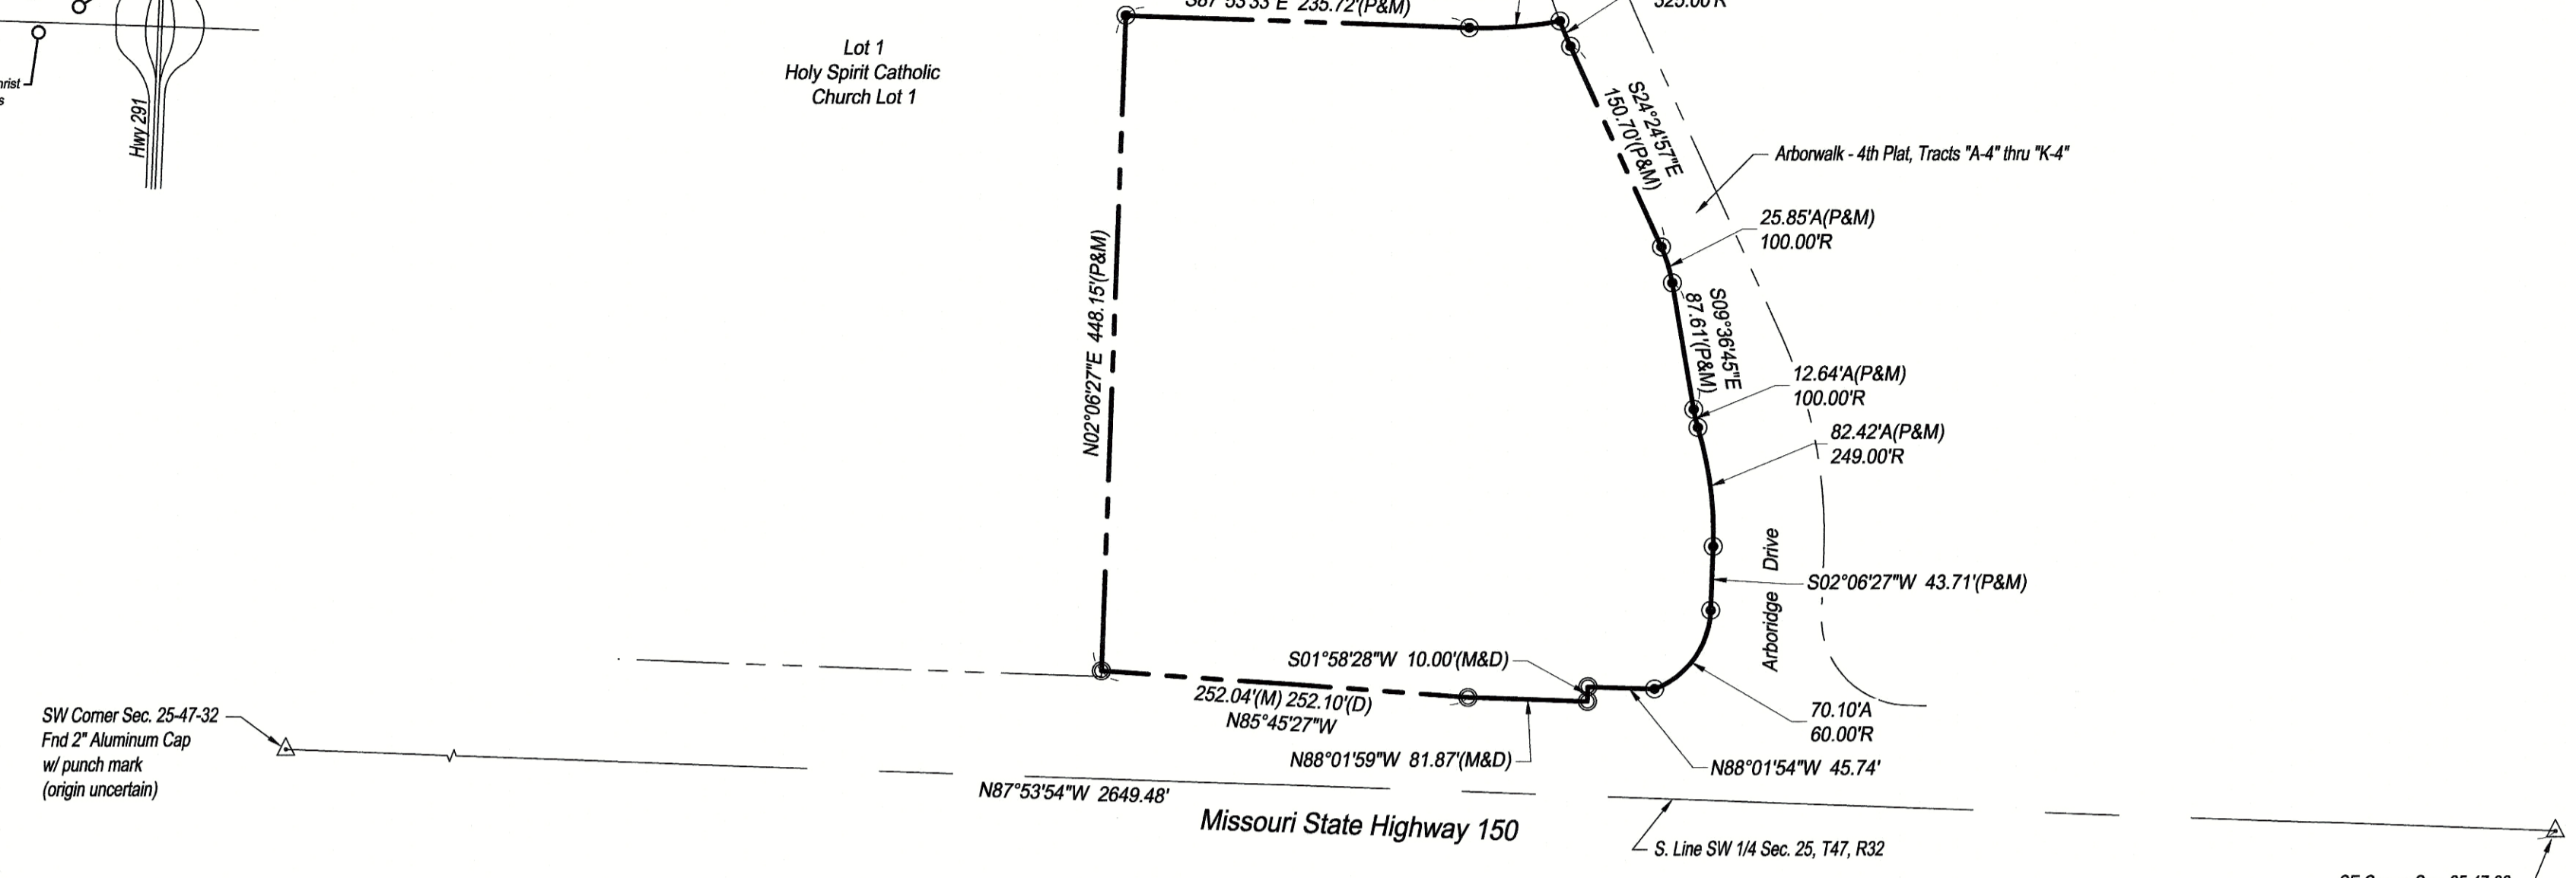 S87°53'33"E 235.72'(P&M)
325.00'R
Lot 1
Holy Spirit Catholic
Church Lot 1
Hwy 291
S24°24'57"E
150.70'(P&M)
Arborwalk - 4th Plat, Tracts "A-4" thru "K-4"
25.85'A(P&M)
100.00'R
N02°06'27"E 448.15'(P&M)
S09°36'45"E
87.61'(P&M)
12.64'A(P&M)
100.00'R
82.42'A(P&M)
249.00'R
Arboridge Drive
S02°06'27"W 43.71'(P&M)
S01°58'28"W 10.00'(M&D)
252.04'(M) 252.10'(D)
N85°45'27"W
70.10'A
60.00'R
SW Corner Sec. 25-47-32
Fnd 2" Aluminum Cap
w/ punch mark
(origin uncertain)
N88°01'59"W 81.87'(M&D)
N88°01'54"W 45.74'
N87°53'54"W 2649.48'
Missouri State Highway 150
S. Line SW 1/4 Sec. 25, T47, R32